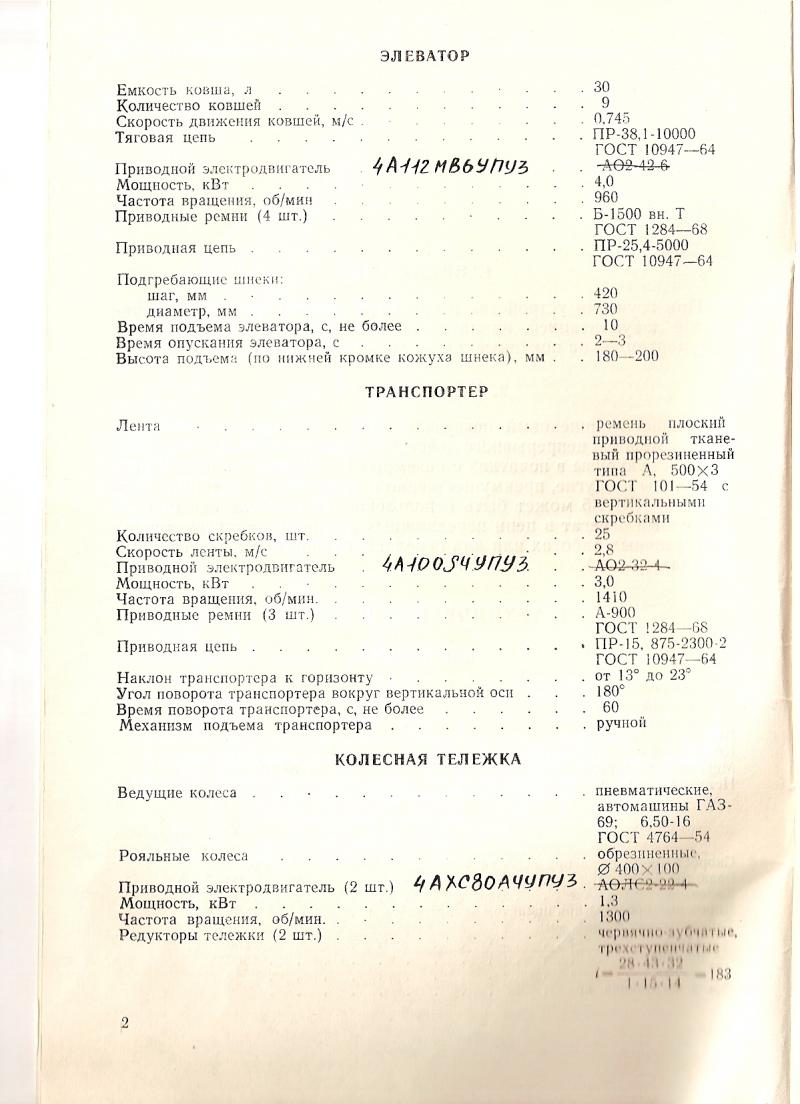 ЭЛЕВАТОР
Емкость ковша, л . . . . . . . . . . . . 30
Количество ковшей . . . . . . . . . . . 9
Скорость движения ковшей, м/с . . . . . . . . 0,745
Тяговая цепь . . . . . . . . . . . . ПР-38,1-10000
ГОСТ 10947—64
Приводной электродвигатель . 4А112МВ6УПУЗ . . АО2-42-6
Мощность, кВт . . . . . . . . . . . . 4,0
Частота вращения, об/мин . . . . . . . . . 960
Приводные ремни (4 шт.) . . . . . . . . . Б-1500 вн. Т
ГОСТ 1284—68
Приводная цепь . . . . . . . . . . . . ПР-25,4-5000
ГОСТ 10947—64
Подгребающие шнеки:
шаг, мм . . . . . . . . . . . . . 420
диаметр, мм . . . . . . . . . . . . 730
Время подъема элеватора, с, не более . . . . . . 10
Время опускания элеватора, с . . . . . . . . 2—3
Высота подъема (по нижней кромке кожуха шнека), мм . . 180—200
ТРАНСПОРТЕР
Лента . . . . . . . . . . . . . . ремень плоский
приводной ткане-
вый прорезиненный
типа А, 500×3
ГОСТ 101—54 с
вертикальными
скребками
Количество скребков, шт. . . . . . . . . . 25
Скорость ленты, м/с . . . . . . . . . . 2,8
Приводной электродвигатель . 4А100S4УПУЗ. . . АО2-32-4
Мощность, кВт . . . . . . . . . . . . 3,0
Частота вращения, об/мин. . . . . . . . . . 1410
Приводные ремни (3 шт.) . . . . . . . . . А-900
ГОСТ 1284—68
Приводная цепь . . . . . . . . . . . . ПР-15, 875-2300-2
ГОСТ 10947—64
Наклон транспортера к горизонту . . . . . . . от 13° до 23°
Угол поворота транспортера вокруг вертикальной оси . . . 180°
Время поворота транспортера, с, не более . . . . . 60
Механизм подъема транспортера . . . . . . . ручной
КОЛЕСНАЯ ТЕЛЕЖКА
Ведущие колеса . . . . . . . . . . . . пневматические,
автомашины ГАЗ-
69; 6,50-16
ГОСТ 4764—54
Рояльные колеса . . . . . . . . . . . обрезиненные,
∅ 400×100
Приводной электродвигатель (2 шт.) 4АХС80А4УПУЗ . АОЛС2-22-4
Мощность, кВт . . . . . . . . . . . . 1,3
Частота вращения, об/мин. . . . . . . . . . 1300
Редукторы тележки (2 шт.) . . . . . . . . . червячно-зубчатые,
трехступенчатые
28·43·32
i= — =183
1·15·14
2